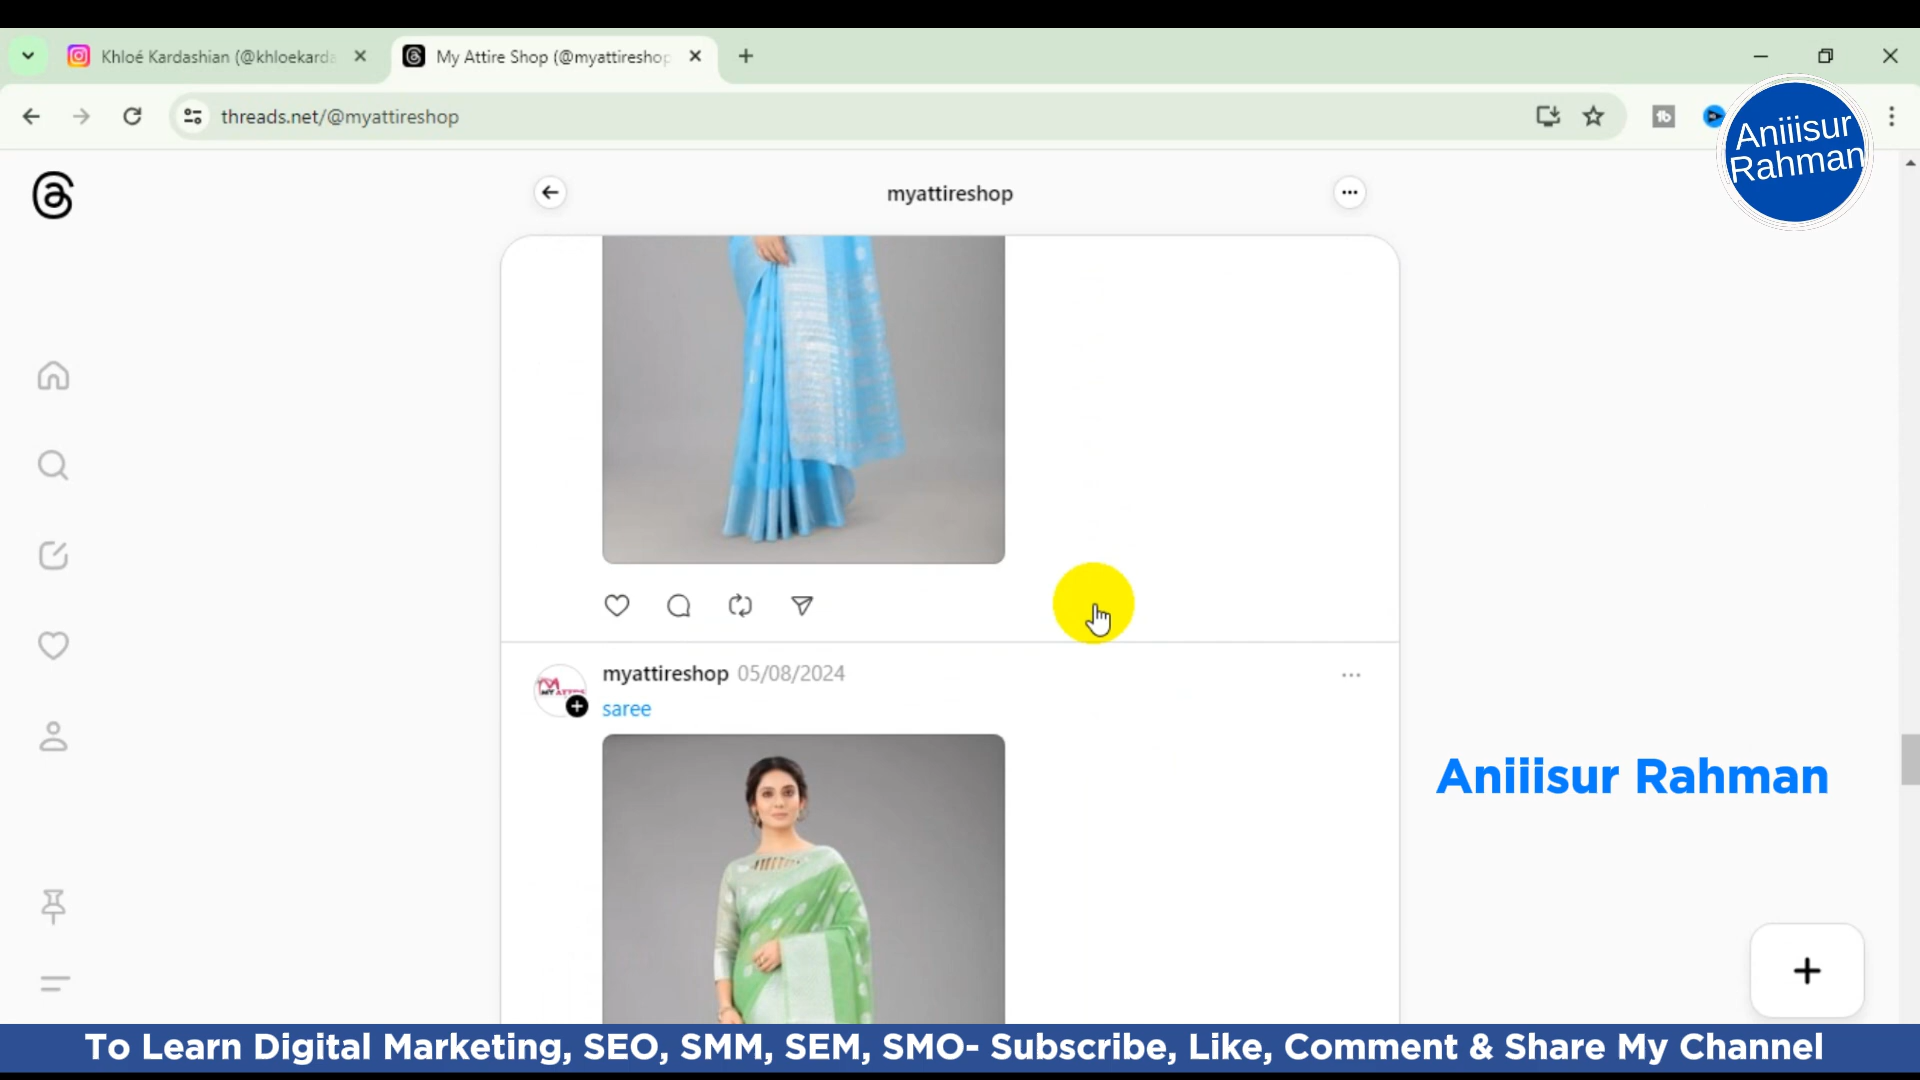 Khloé Kardashian (@khloekarda
My Attire Shop (@myattireshop
threads.net/@myattireshop
Aniiisur
Rahman
myattireshop
myattireshop 05/08/2024
saree
Aniiisur Rahman
To Learn Digital Marketing, SEO, SMM, SEM, SMO- Subscribe, Like, Comment & Share My Channel